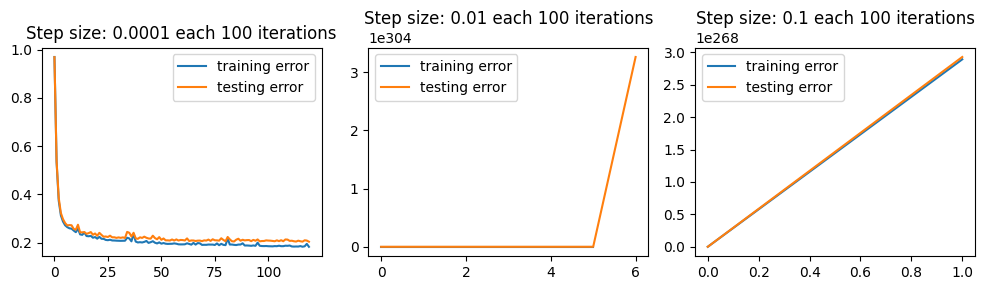 Step size: 0.0001 each 100 iterations
1.0
0.8
0.6
0.4
0.2
0
25
50
75
100
training error
testing error
Step size: 0.01 each 100 iterations
1e304
3
2
1
0
0
2
4
6
training error
testing error
Step size: 0.1 each 100 iterations
1e268
3.0
2.5
2.0
1.5
1.0
0.5
0.0
0.0
0.2
0.4
0.6
0.8
1.0
training error
testing error